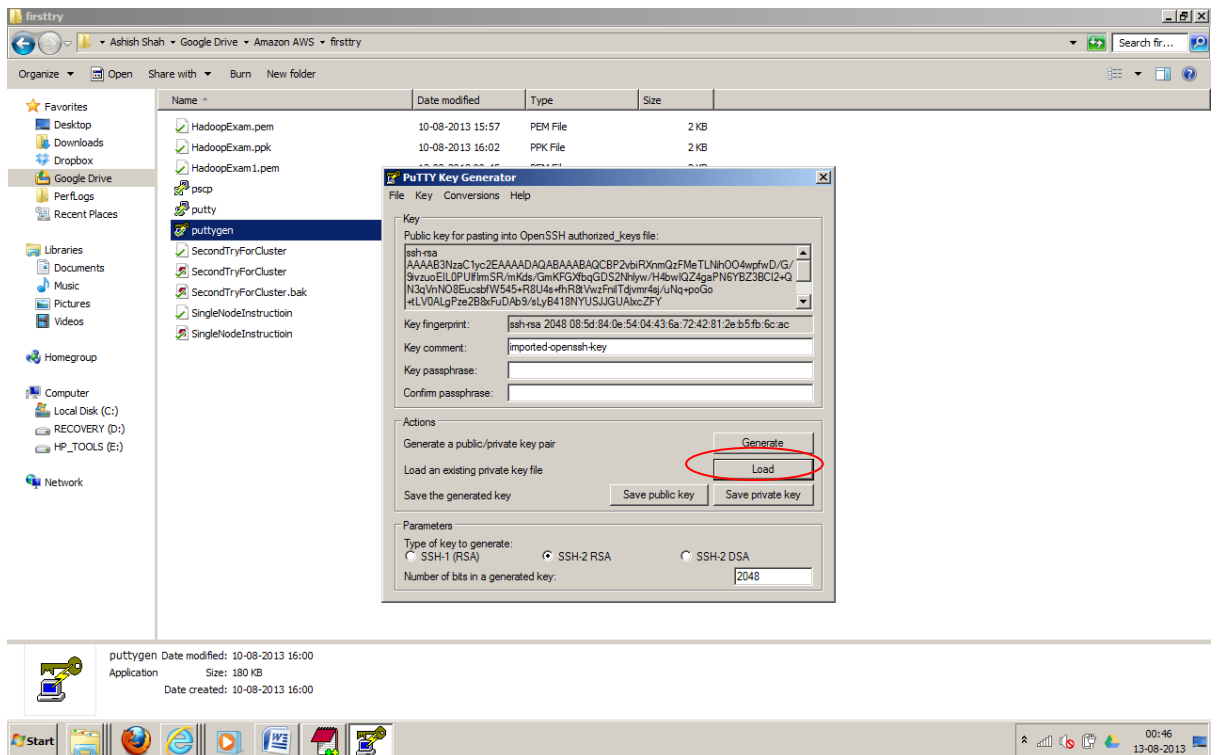 firsttry
Ashish Shah Google Drive Amazon AWS firsttry
Search fir...
Organize Open Share with Burn New folder
Favorites
Desktop
Downloads
Dropbox
Google Drive
PerfLogs
Recent Places
Libraries
Documents
Music
Pictures
Videos
Homegroup
Computer
Local Disk (C:)
RECOVERY (D:)
HP_TOOLS (E:)
Network
Name Date modified Type Size
HadoopExam.pem 10-08-2013 15:57 PEM File 2 KB
HadoopExam.ppk 10-08-2013 16:02 PPK File 2 KB
HadoopExam1.pem
pscp
putty
puttygen
SecondTryForCluster
SecondTryForCluster
SecondTryForCluster.bak
SingleNodeInstructioin
SingleNodeInstructioin
PuTTY Key Generator
File Key Conversions Help
Key
Public key for pasting into OpenSSH authorized_keys file:
ssh-rsa
AAAAB3NzaC1yc2EAAAADAQABAAABAQCBP2vbiRXnmQzFMeTLNihOO4wpfwD/G/
9ivzuoEIL0PUlfImSR/mKds/GmKFGXfbqGDS2Nhlyw/H4bwIQZ4gaPN6YBZ3BCI2+Q
N3qVnNO8EucsbfW545+R8U4s+fhR8tVwzFnilTdjvmr4sj/uNq+poGo
+tLV0ALgPze2B8xFuDAb9/sLyB418NYUSJJGUAlxcZFY
Key fingerprint: ssh-rsa 2048 08:5d:84:0e:54:04:43:6a:72:42:81:2e:b5:fb:6c:ac
Key comment: imported-openssh-key
Key passphrase:
Confirm passphrase:
Actions
Generate a public/private key pair Generate
Load an existing private key file Load
Save the generated key Save public key Save private key
Parameters
Type of key to generate:
SSH-1 (RSA) SSH-2 RSA SSH-2 DSA
Number of bits in a generated key: 2048
puttygen Date modified: 10-08-2013 16:00
Application Size: 180 KB
Date created: 10-08-2013 16:00
Start
00:46
13-08-2013